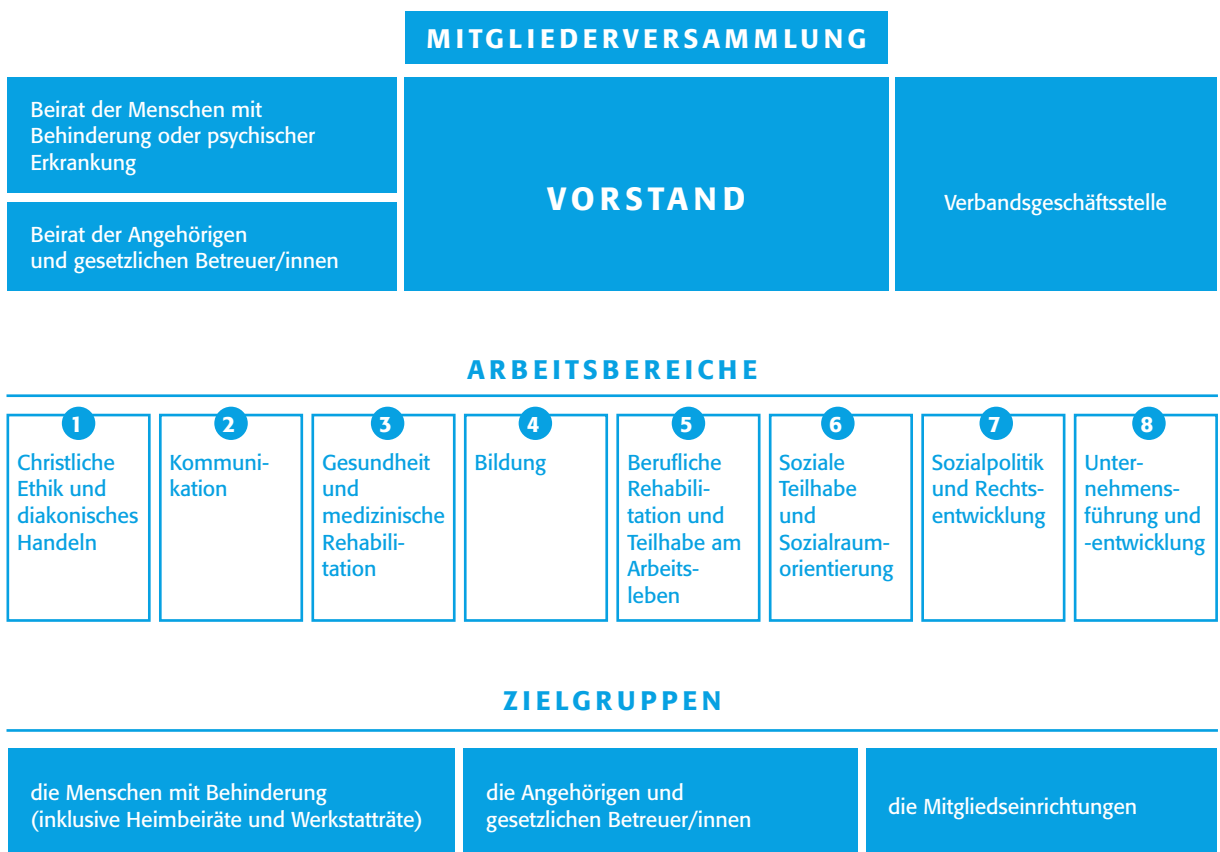 MITGLIEDERVERSAMMLUNG
Beirat der Menschen mit
Behinderung oder psychischer
Erkrankung
Beirat der Angehörigen
und gesetzlichen Betreuer/innen
VORSTAND
Verbandsgeschäftsstelle
ARBEITSBEREICHE
1
Christliche
Ethik und
diakonisches
Handeln
2
Kommuni-
kation
3
Gesundheit
und
medizinische
Rehabili-
tation
4
Bildung
5
Berufliche
Rehabili-
tation und
Teilhabe am
Arbeits-
leben
6
Soziale
Teilhabe
und
Sozialraum-
orientierung
7
Sozialpolitik
und Rechts-
entwicklung
8
Unter-
nehmens-
führung und
-entwicklung
ZIELGRUPPEN
die Menschen mit Behinderung
(inklusive Heimbeiräte und Werkstatträte)
die Angehörigen und
gesetzlichen Betreuer/innen
die Mitgliedseinrichtungen